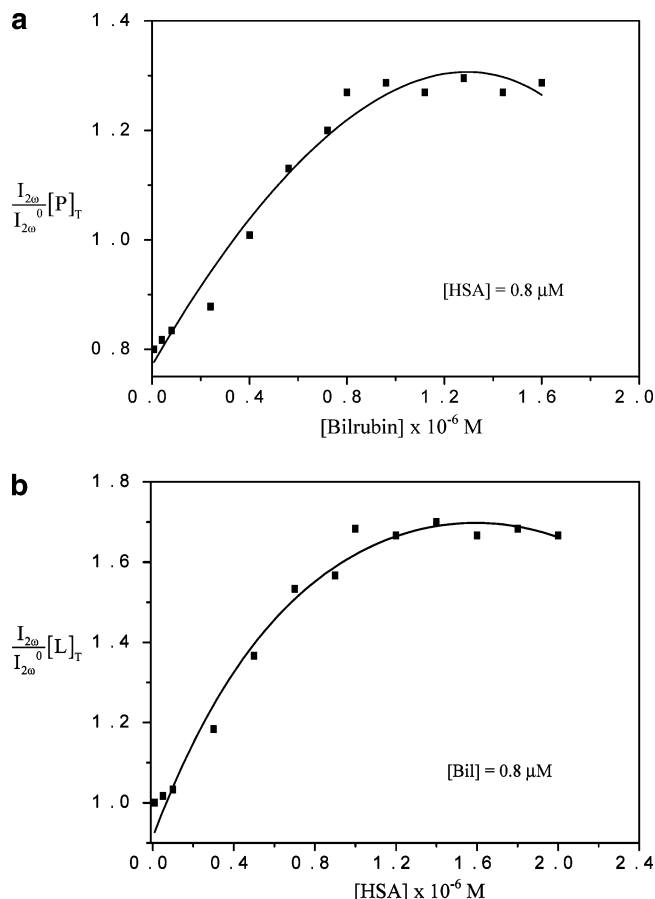 a
1.4
1.2
1.0
0.8
I2ω
I2ω0 [P]T
[HSA] = 0.8 μM
0.0 0.4 0.8 1.2 1.6 2.0
[Bilrubin] x 10-6 M
b
1.8
1.6
1.4
1.2
1.0
I2ω
I2ω0 [L]T
[Bil] = 0.8 μM
0.0 0.4 0.8 1.2 1.6 2.0 2.4
[HSA] x 10-6 M